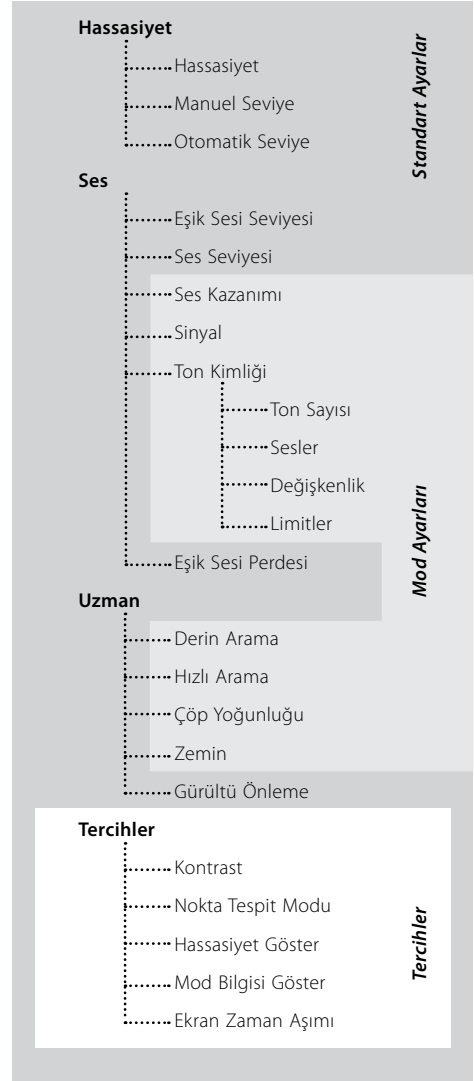 Hassasiyet
Hassasiyet
Manuel Seviye
Otomatik Seviye
Standart Ayarlar
Ses
Eşik Sesi Seviyesi
Ses Seviyesi
Ses Kazanımı
Sinyal
Ton Kimliği
Ton Sayısı
Sesler
Değişkenlik
Limitler
Eşik Sesi Perdesi
Mod Ayarları
Uzman
Derin Arama
Hızlı Arama
Çöp Yoğunluğu
Zemin
Gürültü Önleme
Tercihler
Kontrast
Nokta Tespit Modu
Hassasiyet Göster
Mod Bilgisi Göster
Ekran Zaman Aşımı
Tercihler